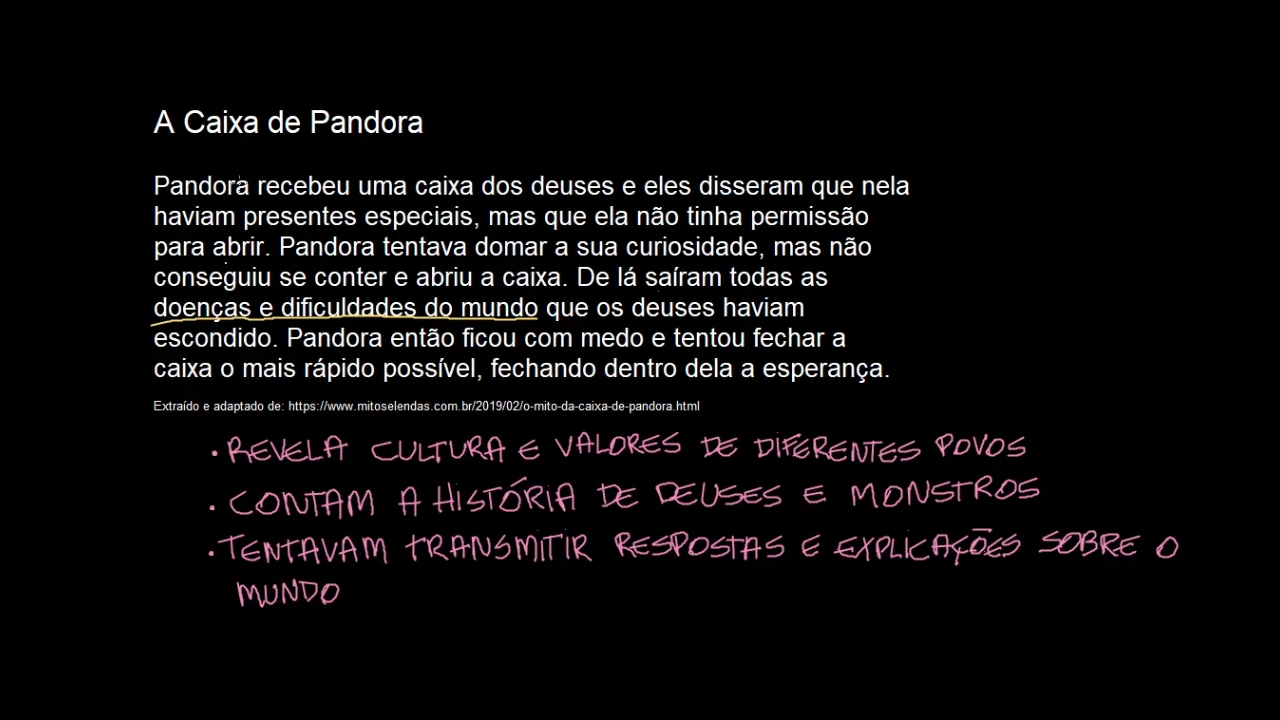 A Caixa de Pandora
Pandora recebeu uma caixa dos deuses e eles disseram que nela
haviam presentes especiais, mas que ela não tinha permissão
para abrir. Pandora tentava domar a sua curiosidade, mas não
conseguiu se conter e abriu a caixa. De lá saíram todas as
doenças e dificuldades do mundo que os deuses haviam
escondido. Pandora então ficou com medo e tentou fechar a
caixa o mais rápido possível, fechando dentro dela a esperança.
Extraído e adaptado de: https://www.mitoselendas.com.br/2019/02/o-mito-da-caixa-de-pandora.html
• REVELA CULTURA E VALORES DE DIFERENTES POVOS
• CONTAM A HISTÓRIA DE DEUSES E MONSTROS
• TENTAVAM TRANSMITIR RESPOSTAS E EXPLICAÇÕES SOBRE O
MUNDO